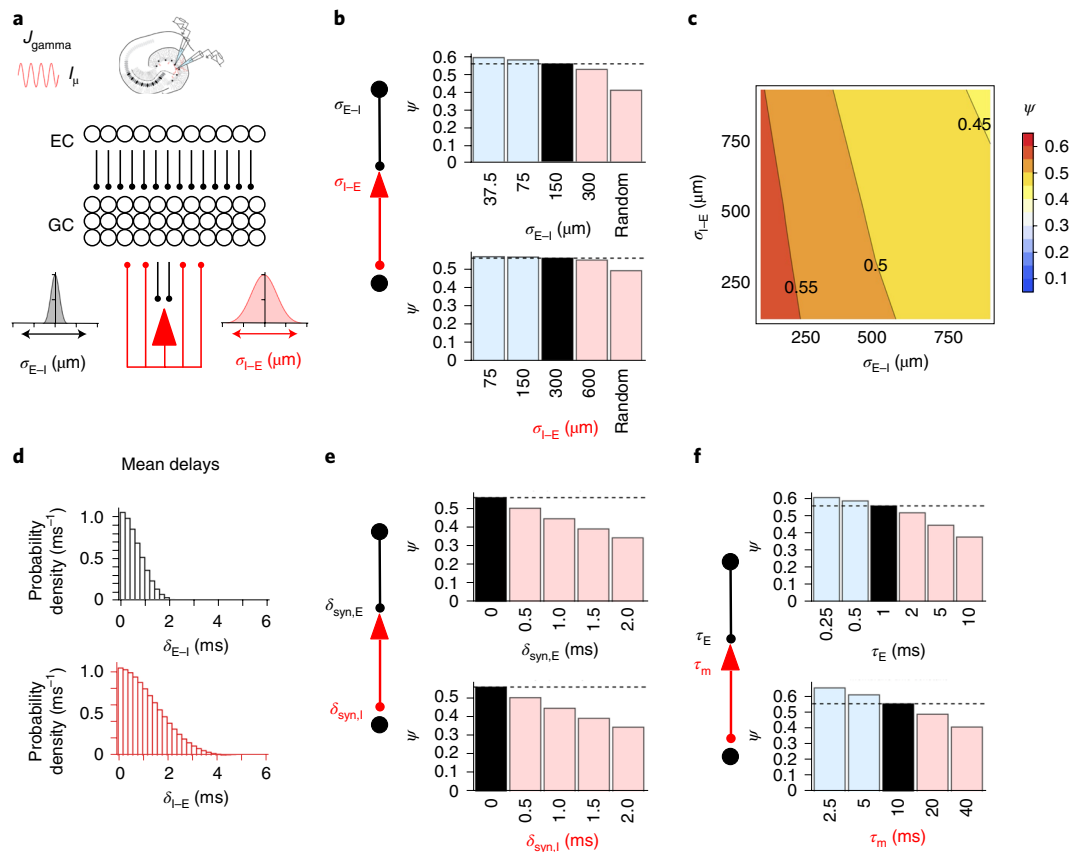 a
J_gamma
I_μ
EC
GC
σ_E–I (μm)
σ_I–E (μm)
b
σ_E–I
σ_I–E
ψ
0.6
0.5
0.4
0.3
0.2
0.1
0
37.5
75
150
300
Random
σ_E–I (μm)
ψ
0.5
0.4
0.3
0.2
0.1
0
75
150
300
600
Random
σ_I–E (μm)
c
σ_I–E (μm)
750
500
250
0.45
0.5
0.55
250
500
750
σ_E–I (μm)
ψ
0.6
0.5
0.4
0.3
0.2
0.1
d
Mean delays
Probability
density (ms⁻¹)
1.0
0.5
0
0
2
4
6
δ_E–I (ms)
Probability
density (ms⁻¹)
1.0
0.5
0
0
2
4
6
δ_I–E (ms)
e
δ_syn,E
δ_syn,I
ψ
0.5
0.4
0.3
0.2
0.1
0
0
0.5
1.0
1.5
2.0
δ_syn,E (ms)
ψ
0.5
0.4
0.3
0.2
0.1
0
0
0.5
1.0
1.5
2.0
δ_syn,I (ms)
f
τ_E
τ_m
ψ
0.6
0.5
0.4
0.3
0.2
0.1
0
0.25
0.5
1
2
5
10
τ_E (ms)
ψ
0.6
0.5
0.4
0.3
0.2
0.1
0
2.5
5
10
20
40
τ_m (ms)